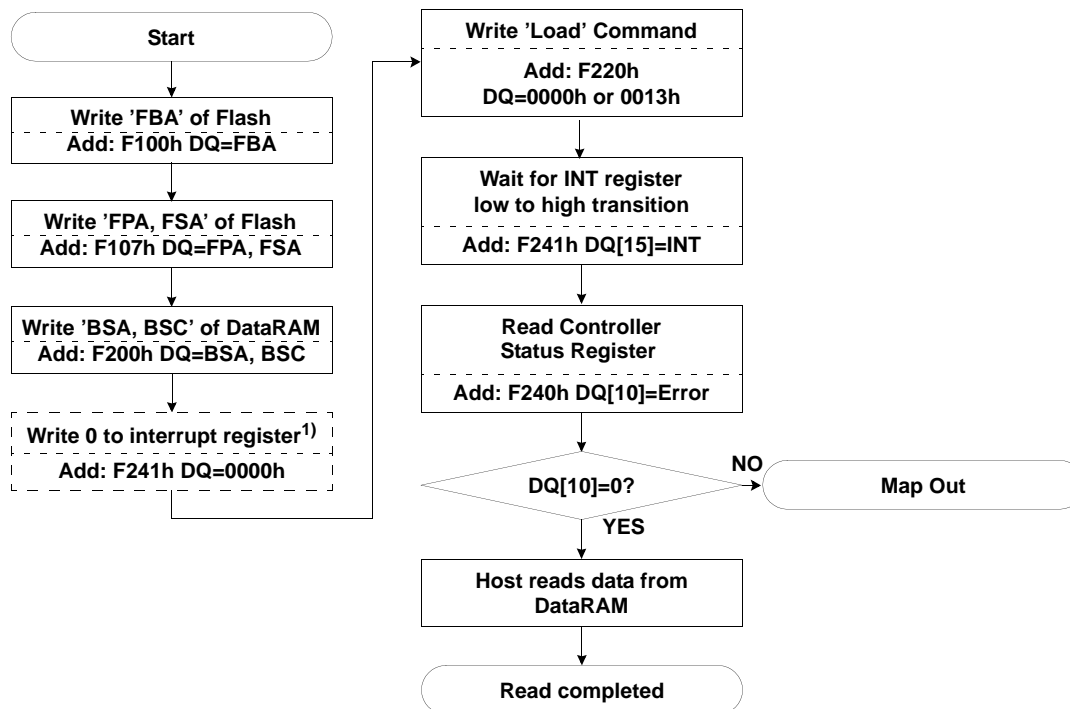 Start
Write ’FBA’ of Flash
Add: F100h DQ=FBA
Write ’FPA, FSA’ of Flash
Add: F107h DQ=FPA, FSA
Write ’BSA, BSC’ of DataRAM
Add: F200h DQ=BSA, BSC
Write 0 to interrupt register1)
Add: F241h DQ=0000h
Write ’Load’ Command
Add: F220h
DQ=0000h or 0013h
Wait for INT register
low to high transition
Add: F241h DQ[15]=INT
Read Controller
Status Register
Add: F240h DQ[10]=Error
DQ[10]=0?
NO
Map Out
YES
Host reads data from
DataRAM
Read completed